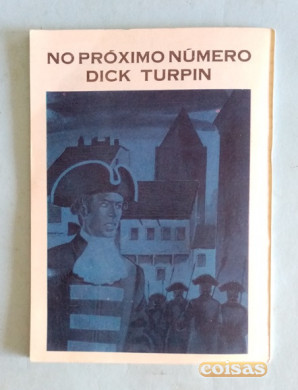 NO PRÓXIMO NÚMERO
DICK TURPIN
coisas